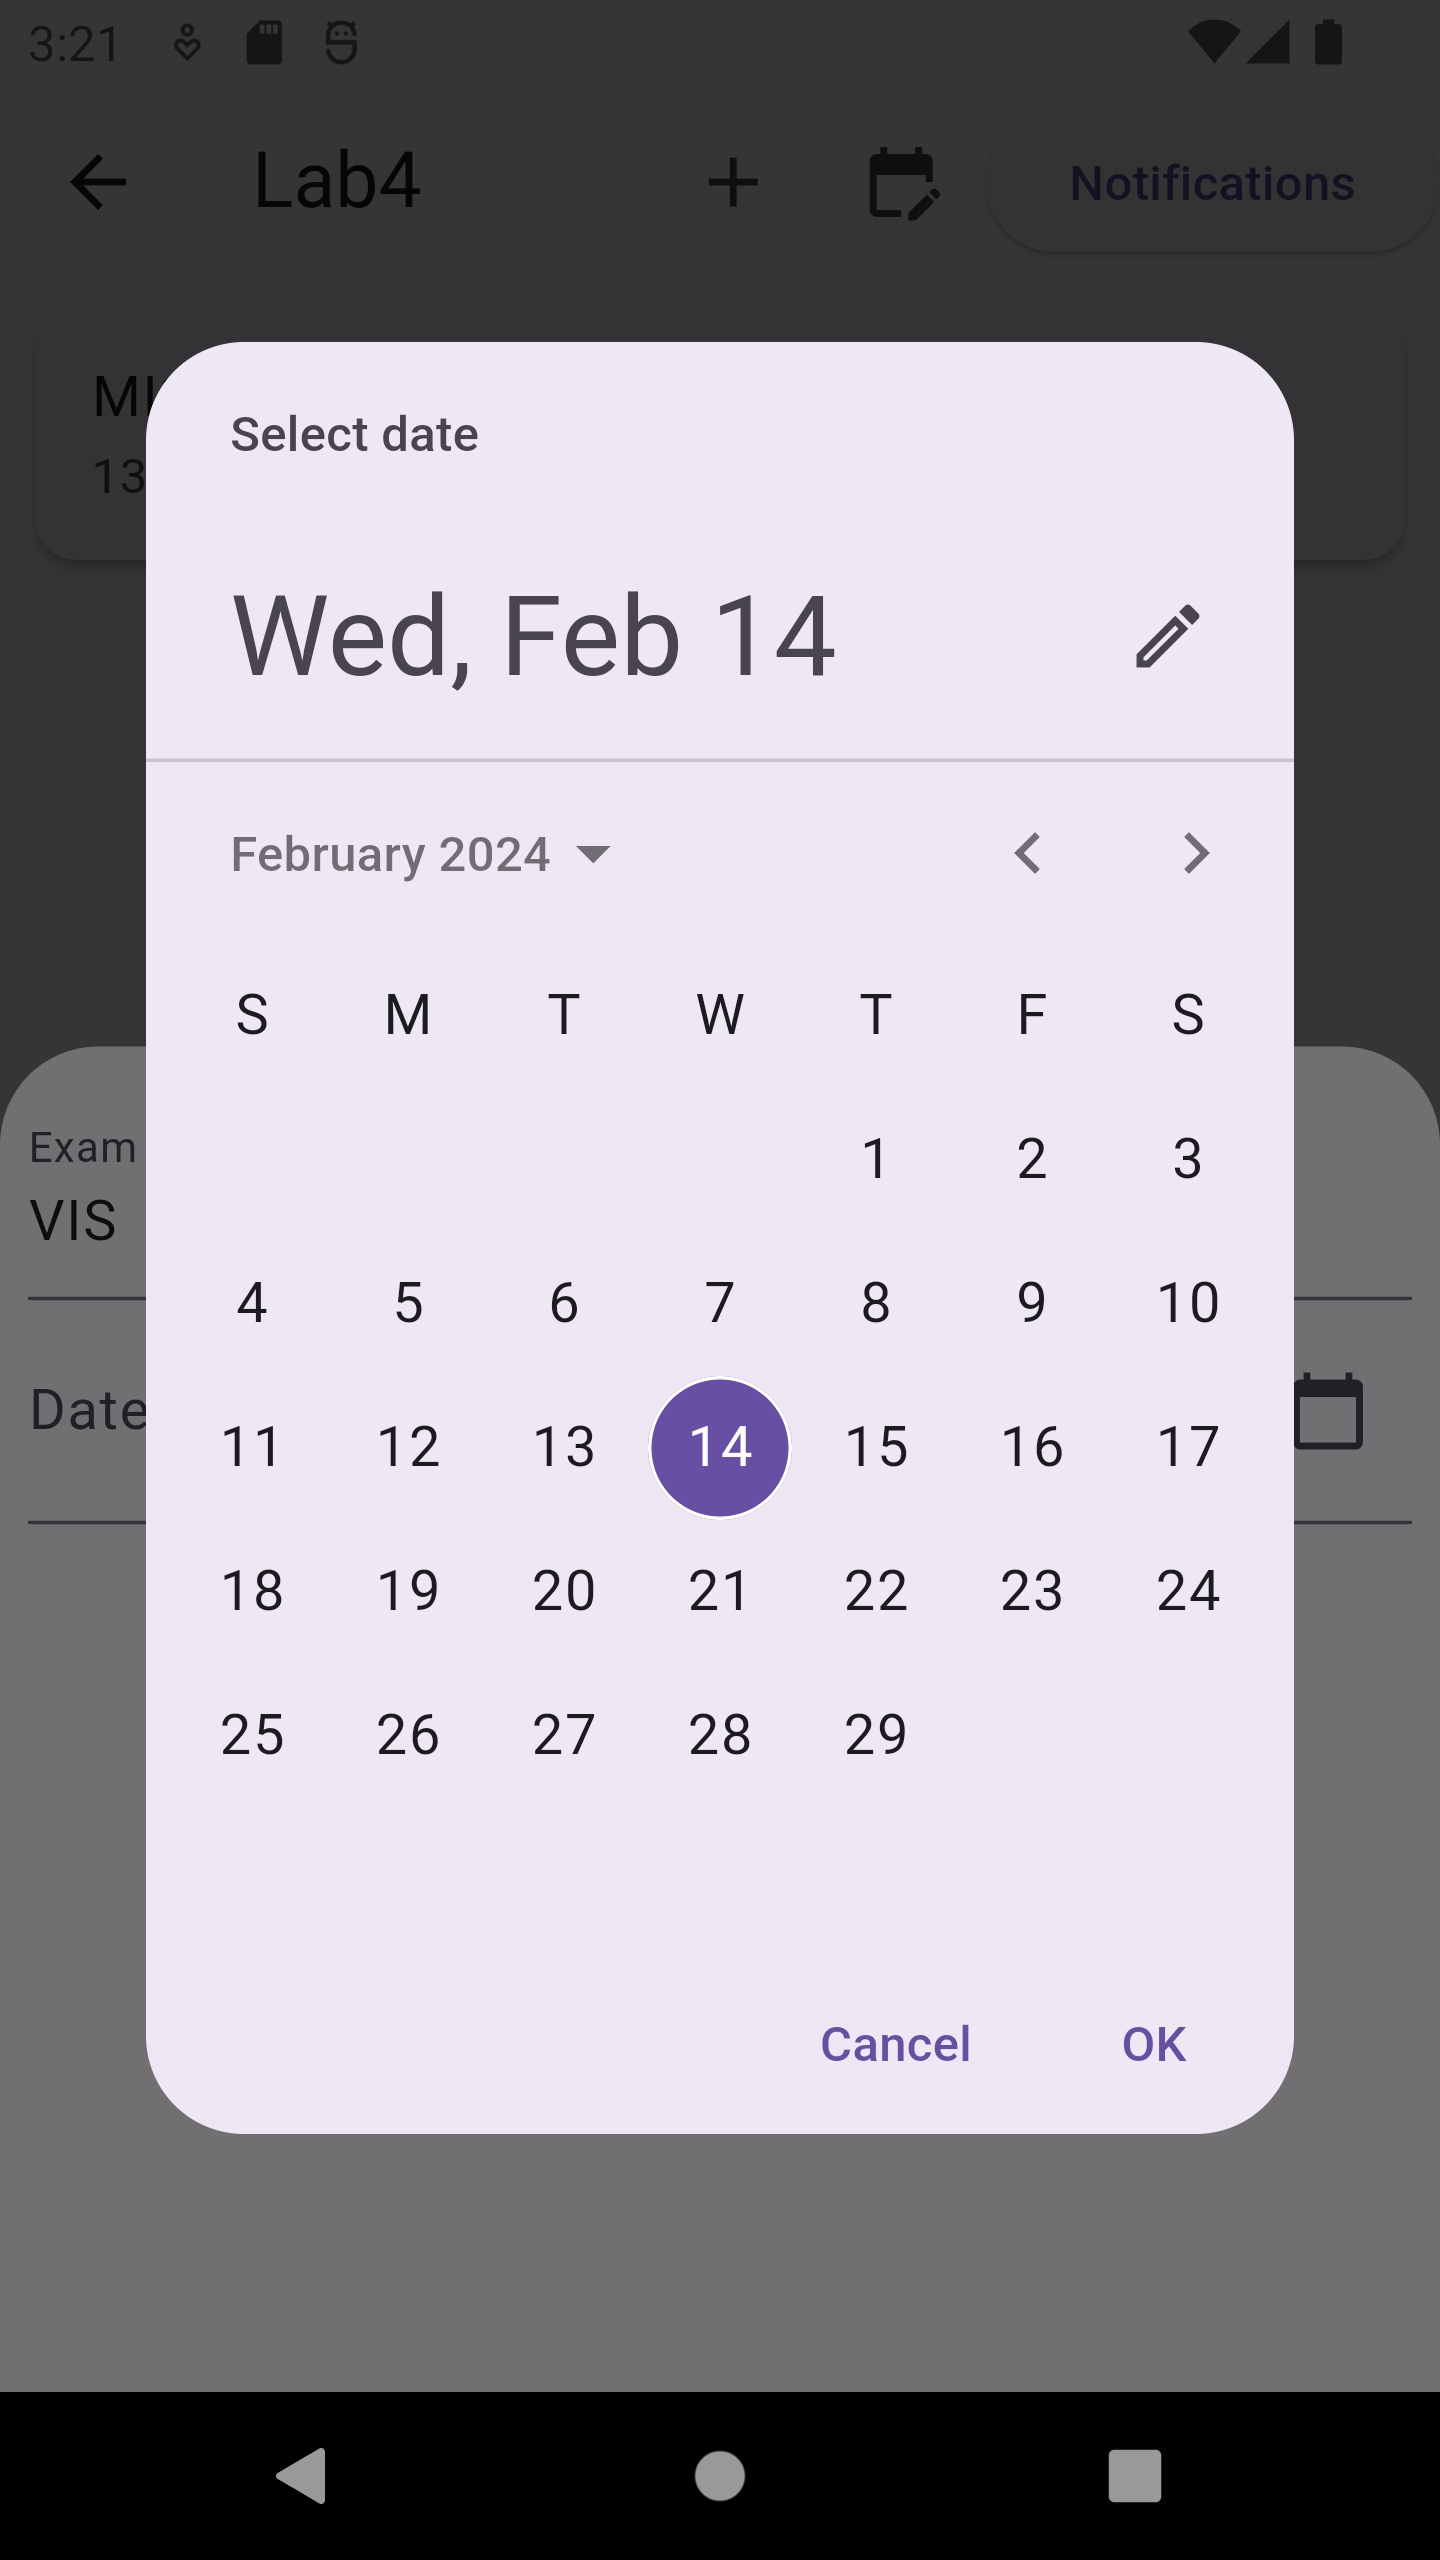 3:21
Lab4
Notifications
13
Select date
Wed, Feb 14
February 2024
S M T W T F S
1 2 3
4 5 6 7 8 9 10
11 12 13 14 15 16 17
18 19 20 21 22 23 24
25 26 27 28 29
Exam
VIS
Date
Cancel OK